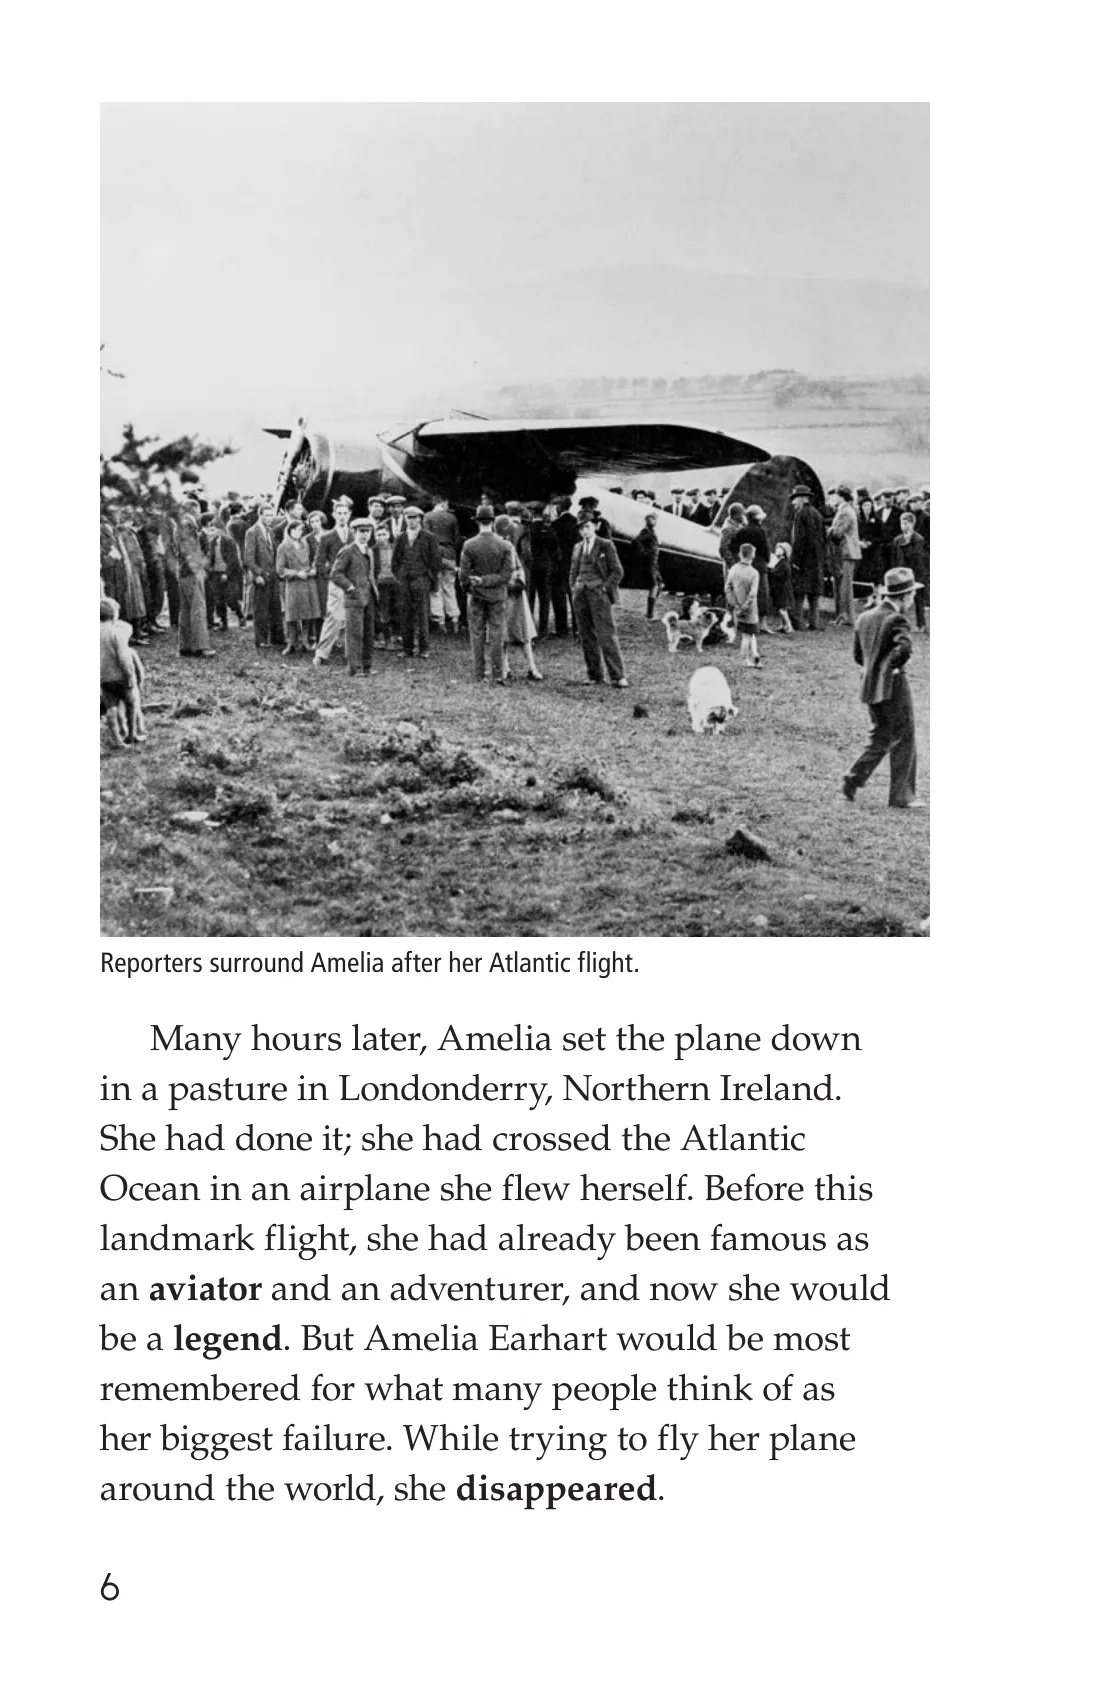 Reporters surround Amelia after her Atlantic flight.
Many hours later, Amelia set the plane down
in a pasture in Londonderry, Northern Ireland.
She had done it; she had crossed the Atlantic
Ocean in an airplane she flew herself. Before this
landmark flight, she had already been famous as
an aviator and an adventurer, and now she would
be a legend. But Amelia Earhart would be most
remembered for what many people think of as
her biggest failure. While trying to fly her plane
around the world, she disappeared.
6